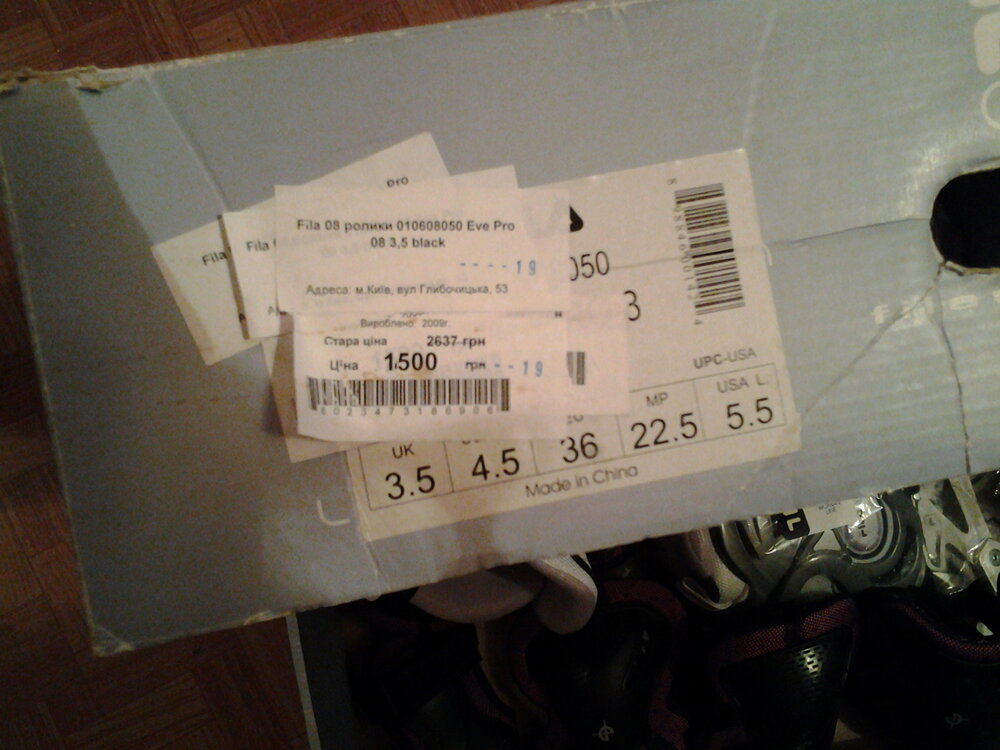 pro
Fila
Fila
Fila 08 ролики 010608050 Eve Pro
08 3,5 black
---- 19
Адреса: м.Київ, вул Глибочицька, 53
Вироблено: 2009г
Стара ціна 2637 грн
Ціна 1500 грн -- 19
050
3
UPC-USA
UK MP USA L
3.5 4.5 36 22.5 5.5
Made in China